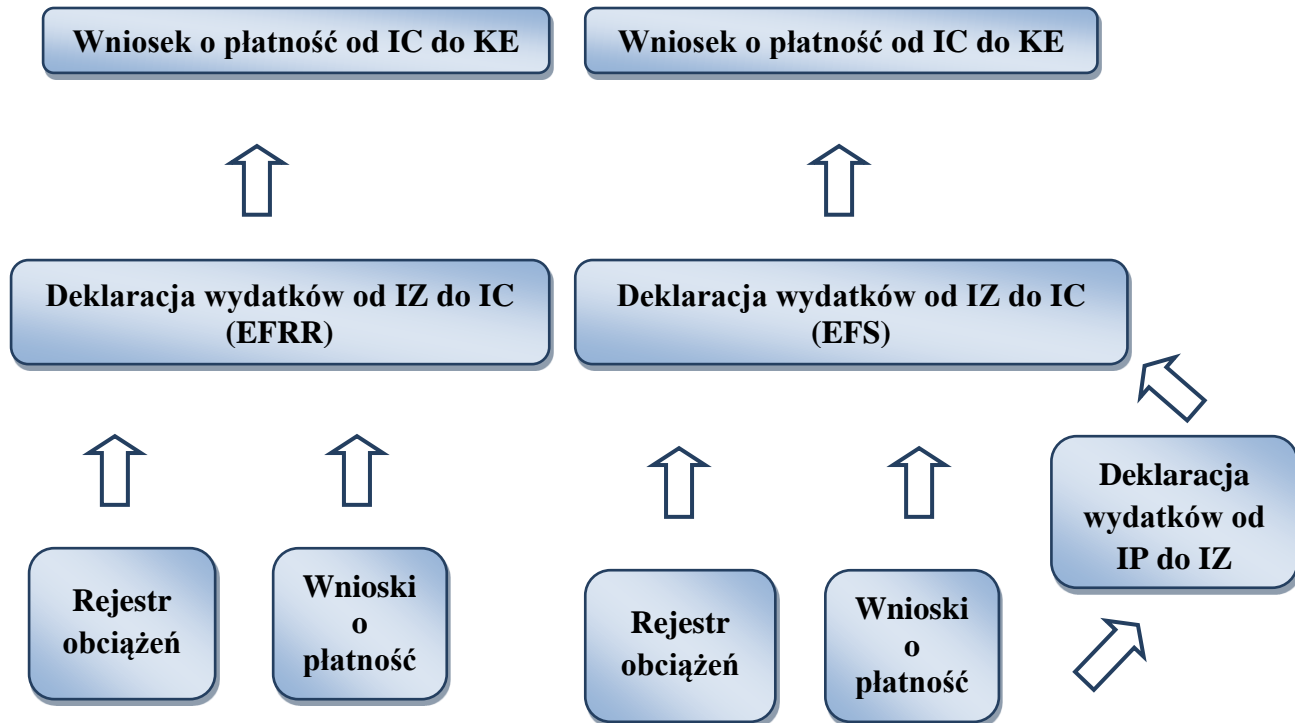 Wniosek o płatność od IC do KE
Wniosek o płatność od IC do KE
Deklaracja wydatków od IZ do IC
(EFRR)
Deklaracja wydatków od IZ do IC
(EFS)
Deklaracja
wydatków od
IP do IZ
Rejestr
obciążeń
Wnioski
o
płatność
Rejestr
obciążeń
Wnioski
o
płatność